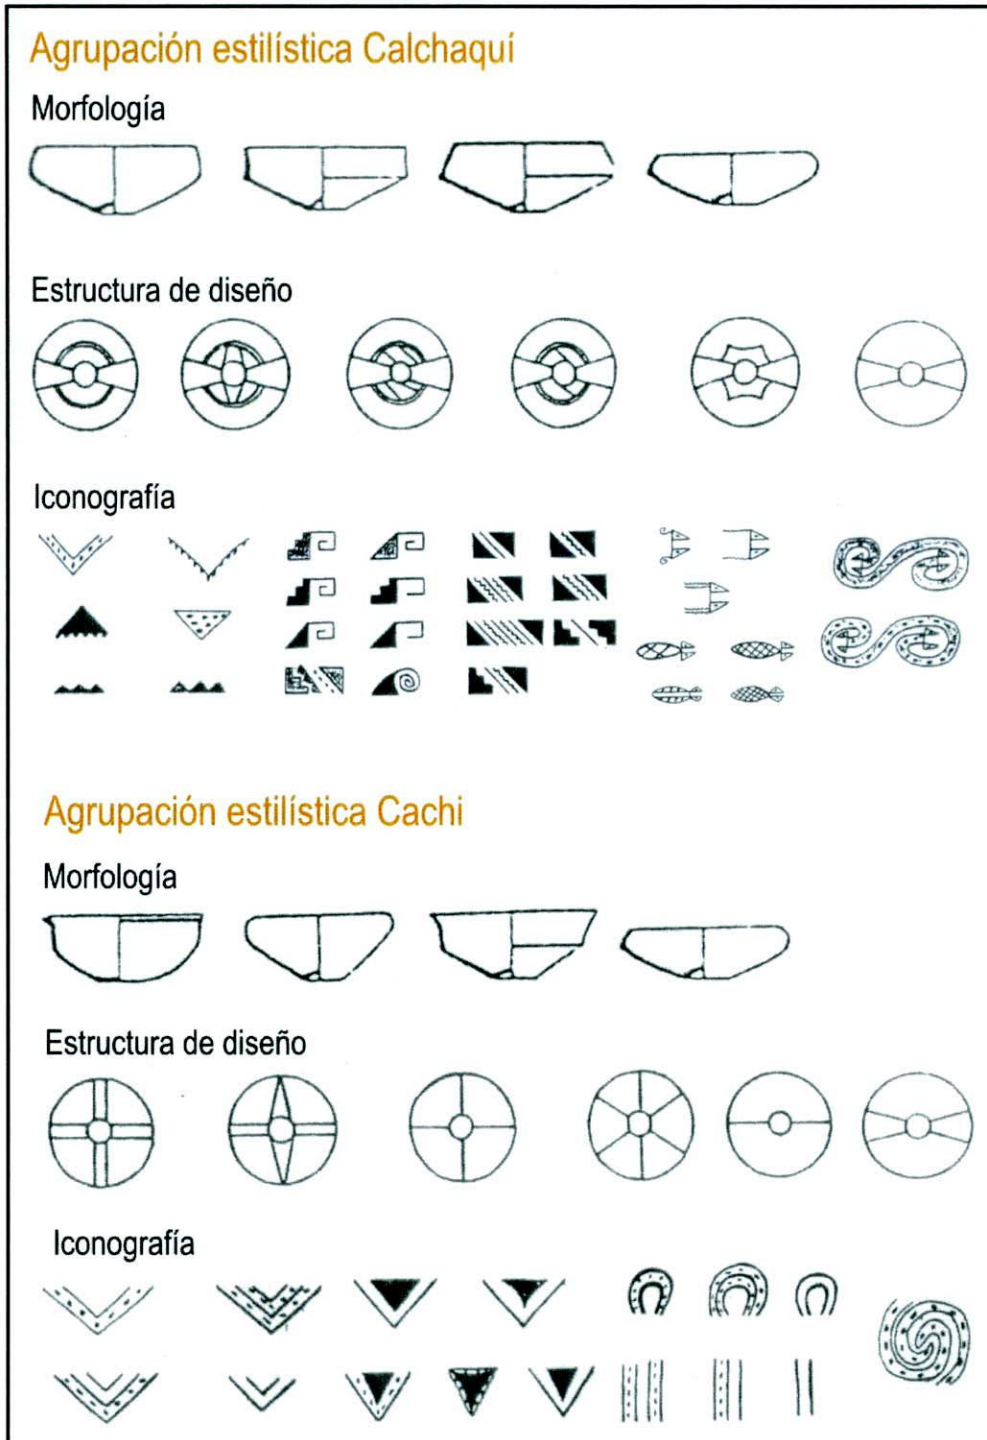 Agrupación estilística Calchaquí
Morfología
Estructura de diseño
Iconografía
Agrupación estilística Cachi
Morfología
Estructura de diseño
Iconografía